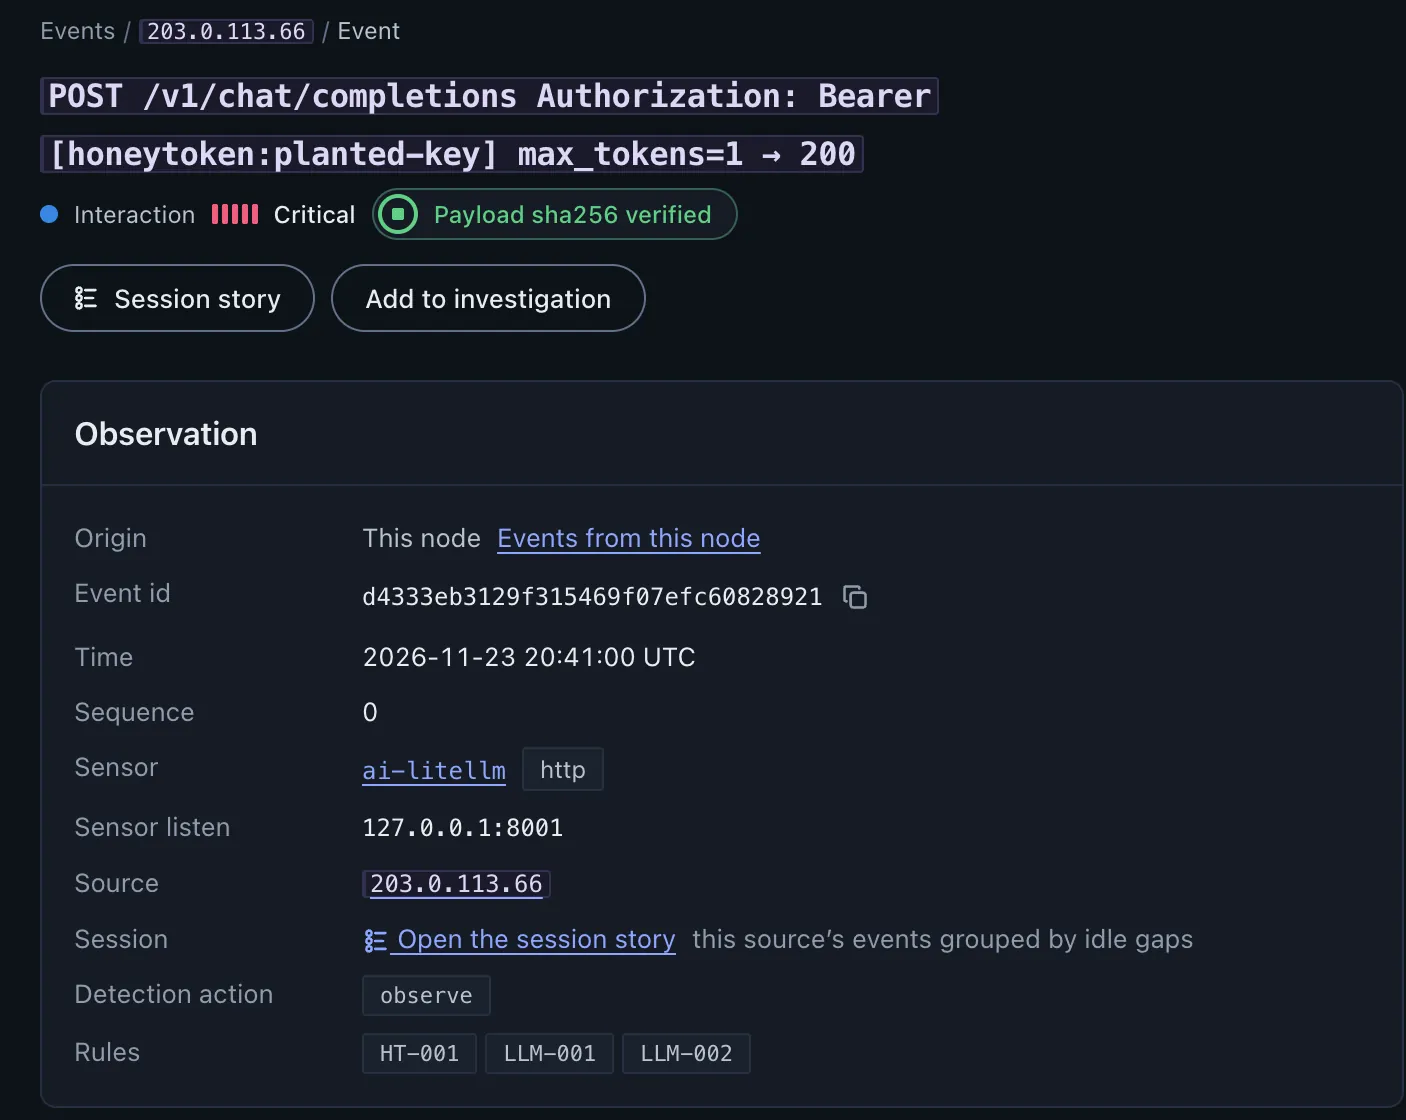 Events / 203.0.113.66 / Event
POST /v1/chat/completions Authorization: Bearer
[honeytoken:planted-key] max_tokens=1 → 200
Interaction Critical Payload sha256 verified
Session story Add to investigation
Observation
Origin This node Events from this node
Event id d4333eb3129f315469f07efc60828921
Time 2026-11-23 20:41:00 UTC
Sequence 0
Sensor ai-litellm http
Sensor listen 127.0.0.1:8001
Source 203.0.113.66
Session Open the session story this source’s events grouped by idle gaps
Detection action observe
Rules HT-001 LLM-001 LLM-002